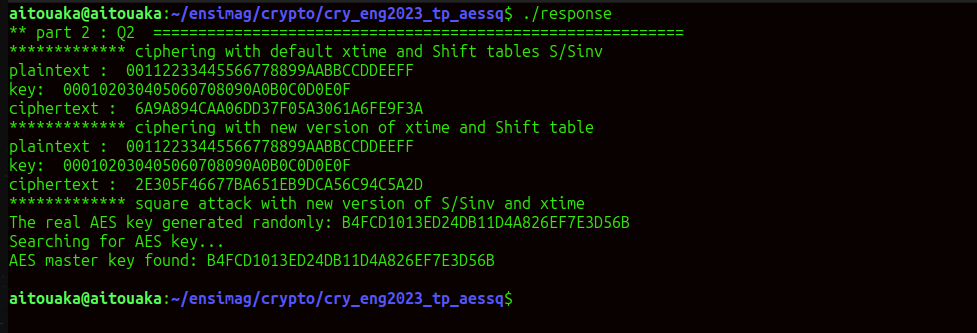 aitouaka@aitouaka:~/ensimag/crypto/cry_eng2023_tp_aessq$ ./response
** part 2 : Q2 ===========================================================
************* ciphering with default xtime and Shift tables S/Sinv
plaintext : 00112233445566778899AABBCCDDEEFF
key: 000102030405060708090A0B0C0D0E0F
ciphertext : 6A9A894CAA06DD37F05A3061A6FE9F3A
************* ciphering with new version of xtime and Shift table
plaintext : 00112233445566778899AABBCCDDEEFF
key: 000102030405060708090A0B0C0D0E0F
ciphertext : 2E305F46677BA651EB9DCA56C94C5A2D
************* square attack with new version of S/Sinv and xtime
The real AES key generated randomly: B4FCD1013ED24DB11D4A826EF7E3D56B
Searching for AES key...
AES master key found: B4FCD1013ED24DB11D4A826EF7E3D56B
aitouaka@aitouaka:~/ensimag/crypto/cry_eng2023_tp_aessq$